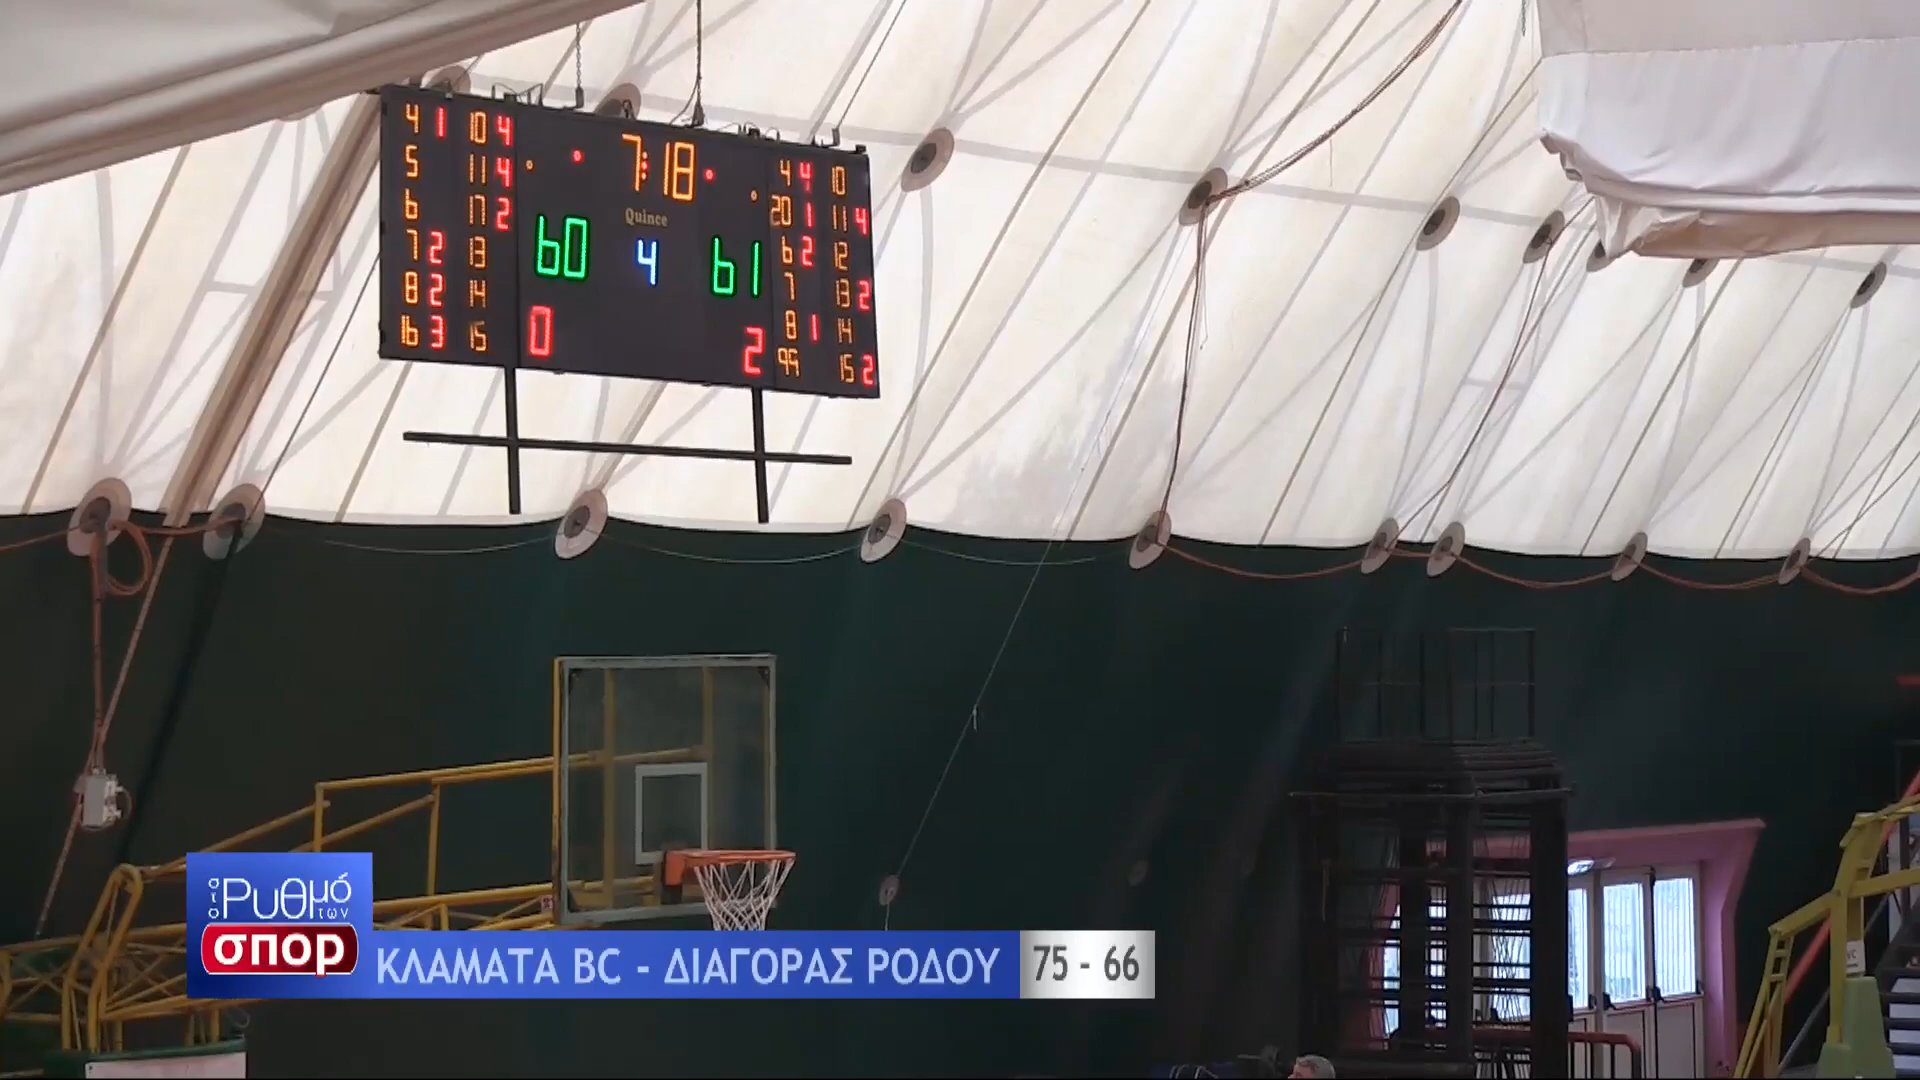 4 1 10 4
5 11 4
6 17 2
7 2 13
8 2 14
16 3 15
7:18
Quince
60 4 61
0 2
4 4 10
20 1 11 4
6 2 12
7 13 2
8 1 14
99 15 2
στο Ρυθμό των
σπορ
ΚΛΑΜΑΤΑ BC - ΔΙΑΓΟΡΑΣ ΡΟΔΟΥ 75 - 66